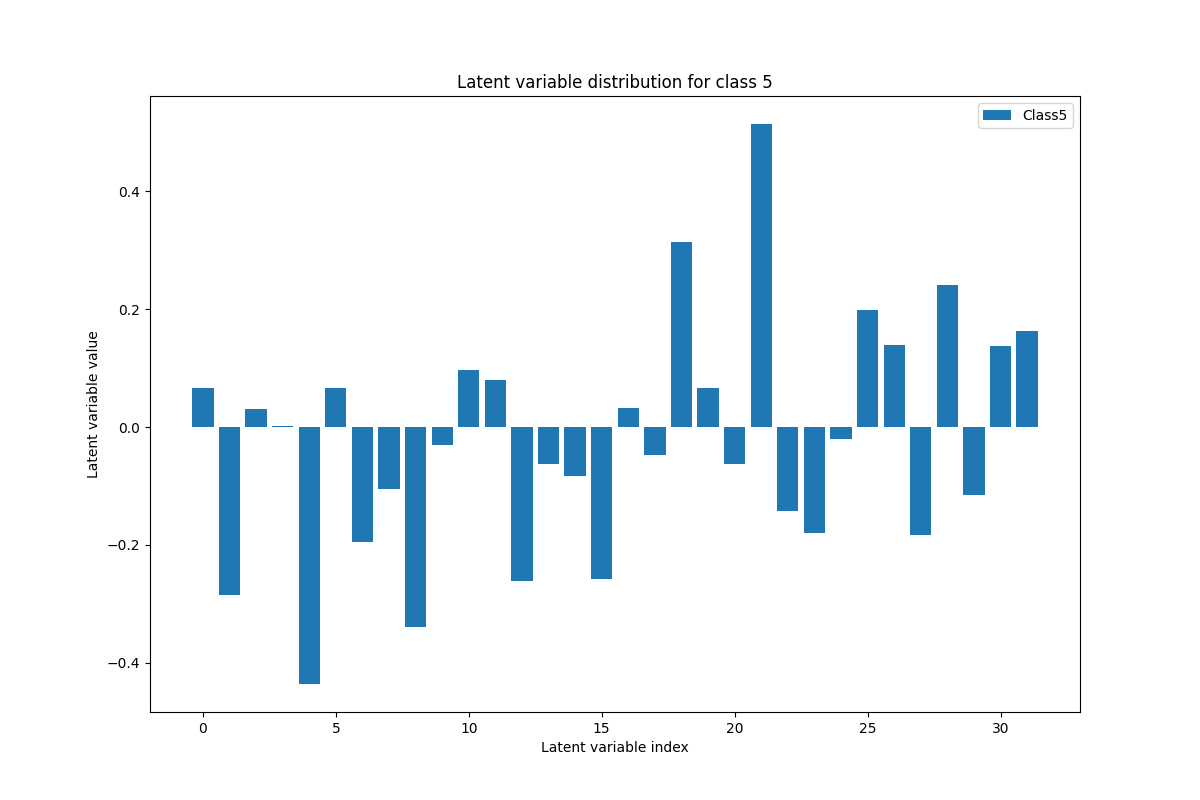 Latent variable distribution for class 5
Class5
Latent variable value
0.4
0.2
0.0
−0.2
−0.4
0 5 10 15 20 25 30
Latent variable index